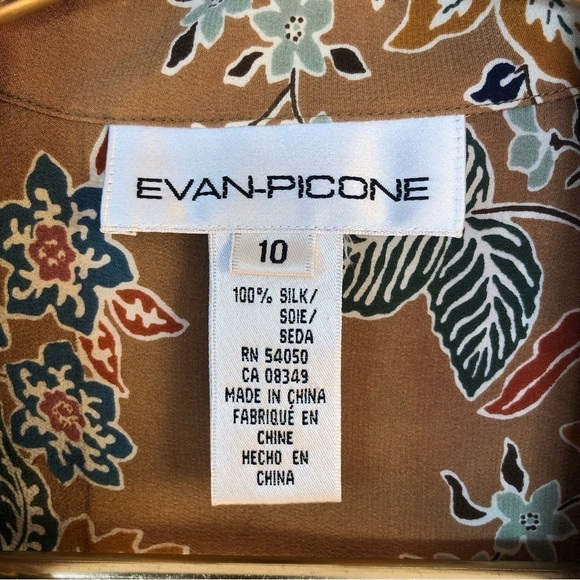 EVAN-PICONE
10
100% SILK/
SOIE/
SEDA
RN 54050
CA 08349
MADE IN CHINA
FABRIQUÉ EN
CHINE
HECHO EN
CHINA